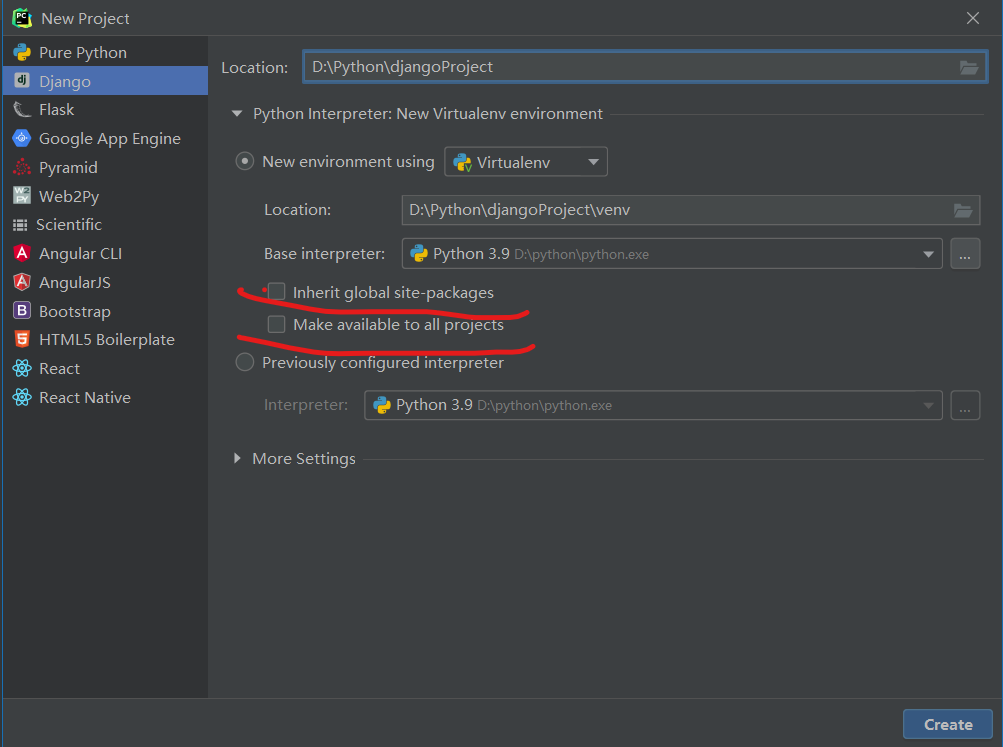 New Project
Pure Python
Django
Flask
Google App Engine
Pyramid
Web2Py
Scientific
Angular CLI
AngularJS
Bootstrap
HTML5 Boilerplate
React
React Native
Location: D:\Python\djangoProject
Python Interpreter: New Virtualenv environment
New environment using Virtualenv
Location: D:\Python\djangoProject\venv
Base interpreter: Python 3.9 D:\python\python.exe ...
Inherit global site-packages
Make available to all projects
Previously configured interpreter
Interpreter: Python 3.9 D:\python\python.exe ...
More Settings
Create